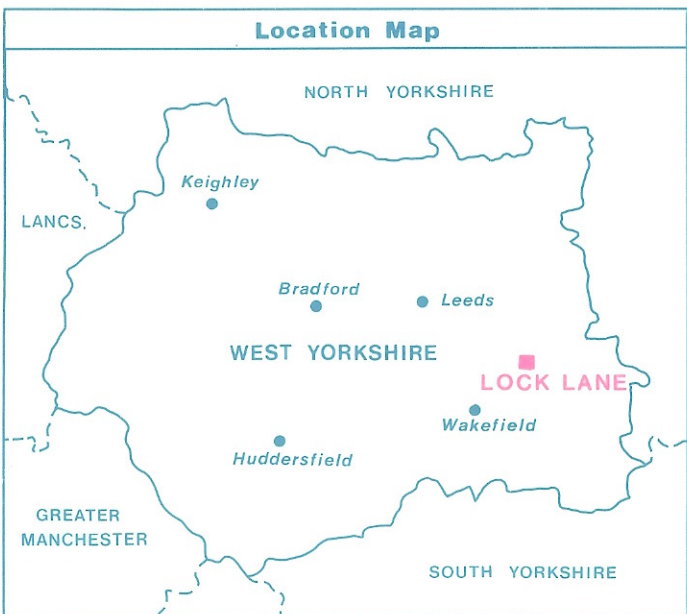 Location Map
NORTH YORKSHIRE
Keighley
LANCS.
Bradford
Leeds
WEST YORKSHIRE
LOCK LANE
Wakefield
Huddersfield
GREATER
MANCHESTER
SOUTH YORKSHIRE